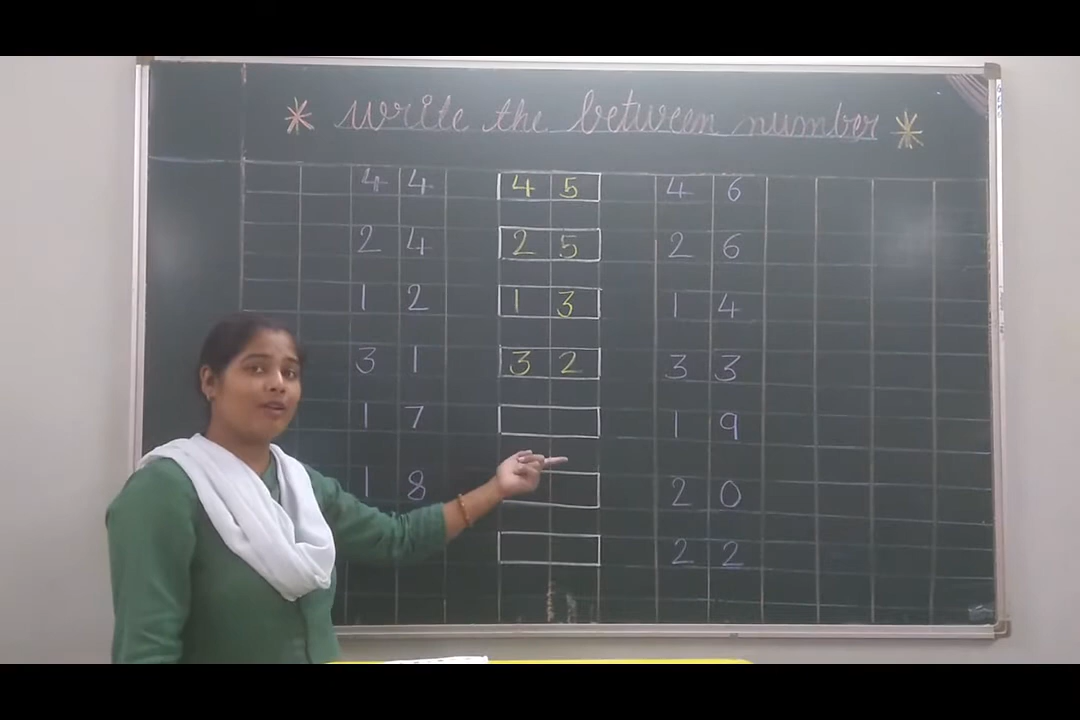 * write the between number *
4 4 4 5 4 6
2 4 2 5 2 6
1 2 1 3 1 4
3 1 3 2 3 3
1 7 1 9
1 8 2 0
2 2